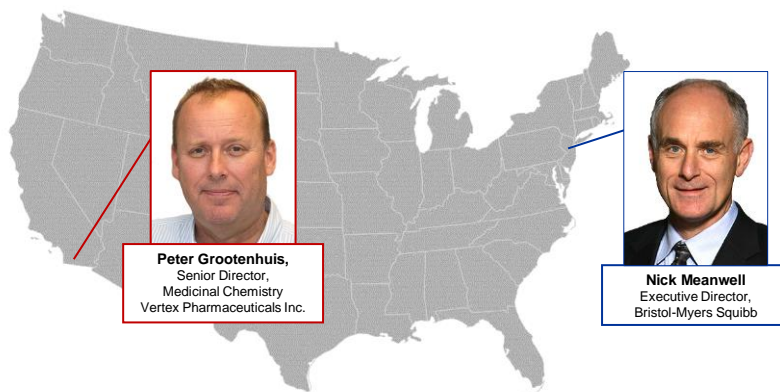 Peter Grootenhuis,
Senior Director,
Medicinal Chemistry
Vertex Pharmaceuticals Inc.
Nick Meanwell
Executive Director,
Bristol-Myers Squibb